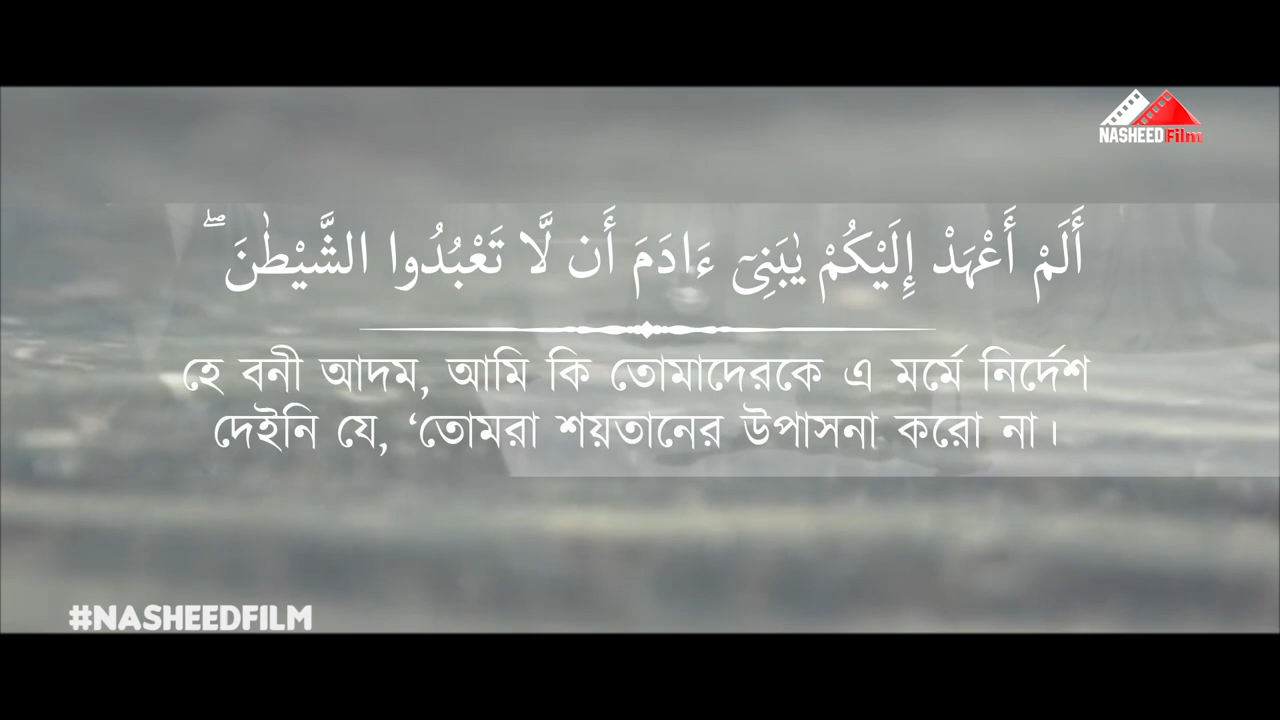 NASHEED Film
أَلَمْ أَعْهَدْ إِلَيْكُمْ يَٰبَنِىٓ ءَادَمَ أَن لَّا تَعْبُدُوا الشَّيْطَٰنَ ۖ
হে বনী আদম, আমি কি তোমাদেরকে এ মর্মে নির্দেশ
দেইনি যে, ‘তোমরা শয়তানের উপাসনা করো না।
#NASHEEDFILM